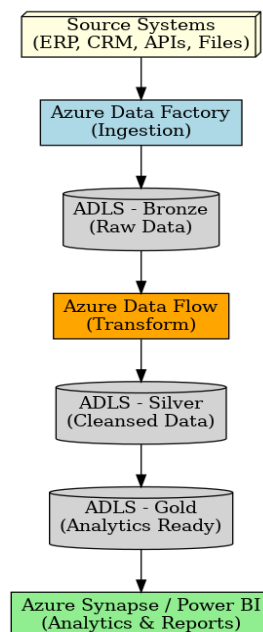 Source Systems
(ERP, CRM, APIs, Files)
Azure Data Factory
(Ingestion)
ADLS - Bronze
(Raw Data)
Azure Data Flow
(Transform)
ADLS - Silver
(Cleansed Data)
ADLS - Gold
(Analytics Ready)
Azure Synapse / Power BI
(Analytics & Reports)